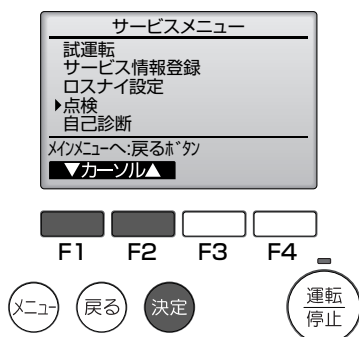 サービスメニュー
試運転
サービス情報登録
ロスナイ設定
▶点検
自己診断
ﾒｲﾝﾒﾆｭｰへ:戻るﾎﾞﾀﾝ
▼カーソル▲
F1 F2 F3 F4
メニュー 戻る 決定 運転
停止